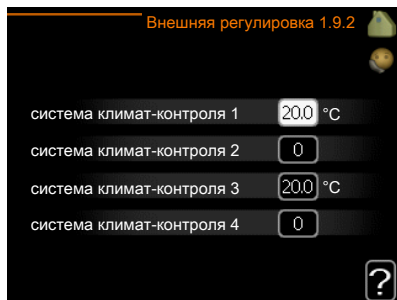 Внешняя регулировка 1.9.2
система климат-контроля 1 20.0 °C
система климат-контроля 2 0
система климат-контроля 3 20.0 °C
система климат-контроля 4 0
?